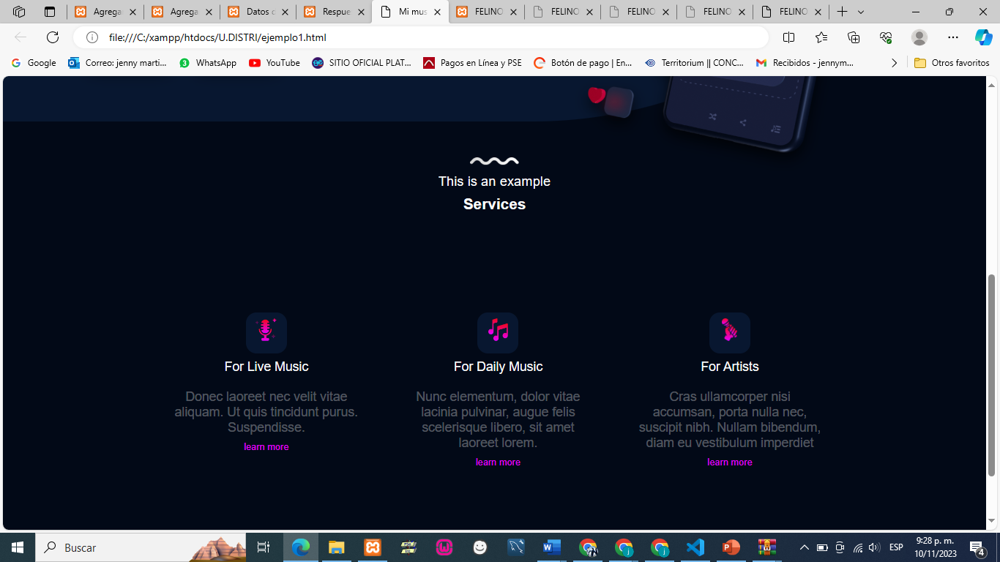 Agrega
Agrega
Datos c
Respue
Mi mus
FELINO
FELINO
FELINO
FELINO
FELINO
file:///C:/xampp/htdocs/U.DISTRI/ejemplo1.html
Google
Correo: jenny marti...
3
WhatsApp
YouTube
SITIO OFICIAL PLAT...
Pagos en Línea y PSE
Botón de pago | En...
Territorium || CONC...
Recibidos - jennym...
Otros favoritos
This is an example
Services
For Live Music
Donec laoreet nec velit vitae
aliquam. Ut quis tincidunt purus.
Suspendisse.
learn more
For Daily Music
Nunc elementum, dolor vitae
lacinia pulvinar, augue felis
scelerisque libero, sit amet
laoreet lorem.
learn more
For Artists
Cras ullamcorper nisi
accumsan, porta nulla nec,
suscipit nibh. Nullam bibendum,
diam eu vestibulum imperdiet
learn more
Buscar
ESP
9:28 p. m.
10/11/2023
4